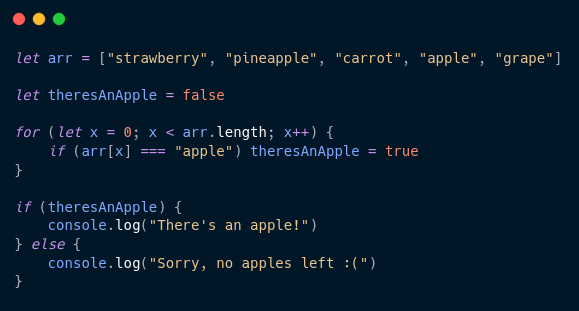 let arr = ["strawberry", "pineapple", "carrot", "apple", "grape"]

let theresAnApple = false

for (let x = 0; x < arr.length; x++) {
    if (arr[x] === "apple") theresAnApple = true
}

if (theresAnApple) {
    console.log("There's an apple!")
} else {
    console.log("Sorry, no apples left :(")
}